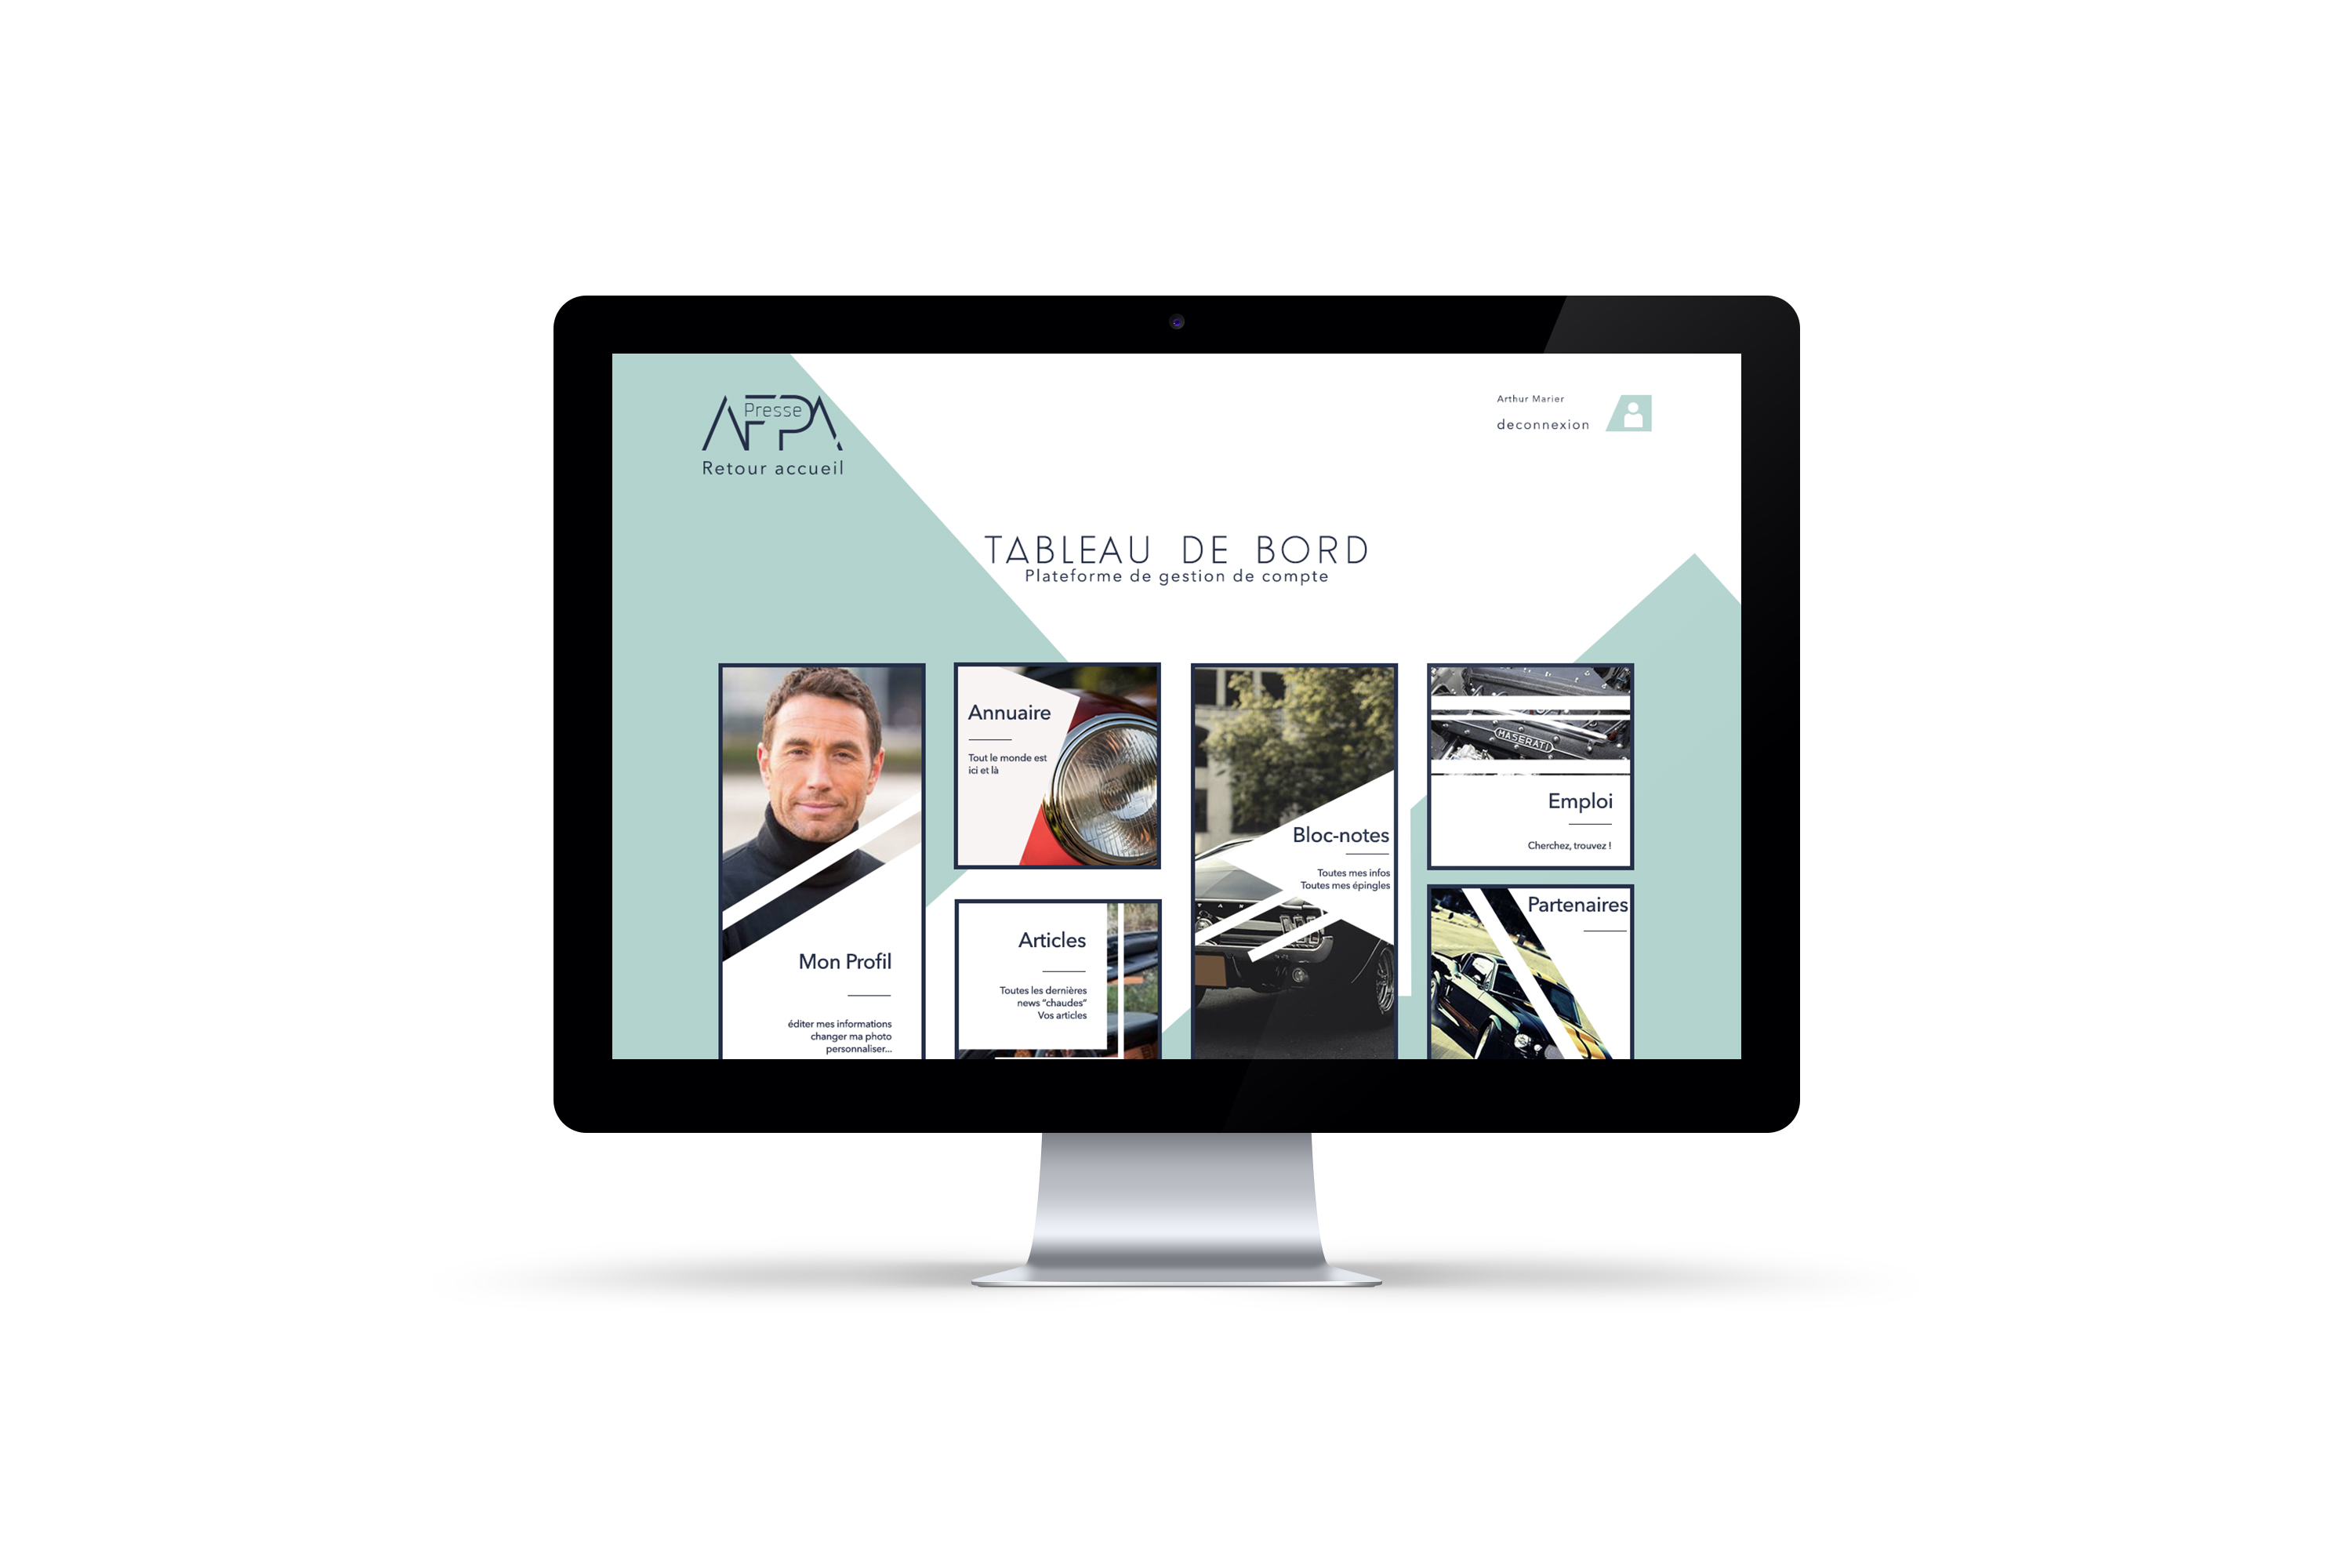 AFPA
Presse
Retour accueil
Arthur Marier
deconnexion
TABLEAU DE BORD
Plateforme de gestion de compte
Mon Profil
éditer mes informations
changer ma photo
personnaliser...
Annuaire
Tout le monde est
ici et là
Articles
Toutes les dernières
news “chaudes”
Vos articles
Bloc-notes
Toutes mes infos
Toutes mes épingles
MASERATI
Emploi
Cherchez, trouvez !
Partenaires